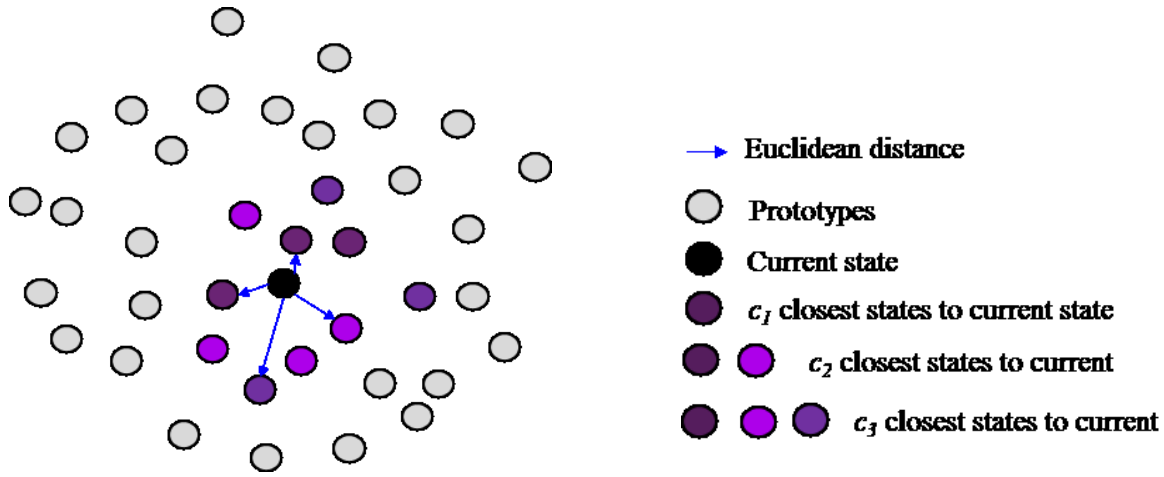 Euclidean distance
Prototypes
Current state
c₁ closest states to current state
c₂ closest states to current
c₃ closest states to current